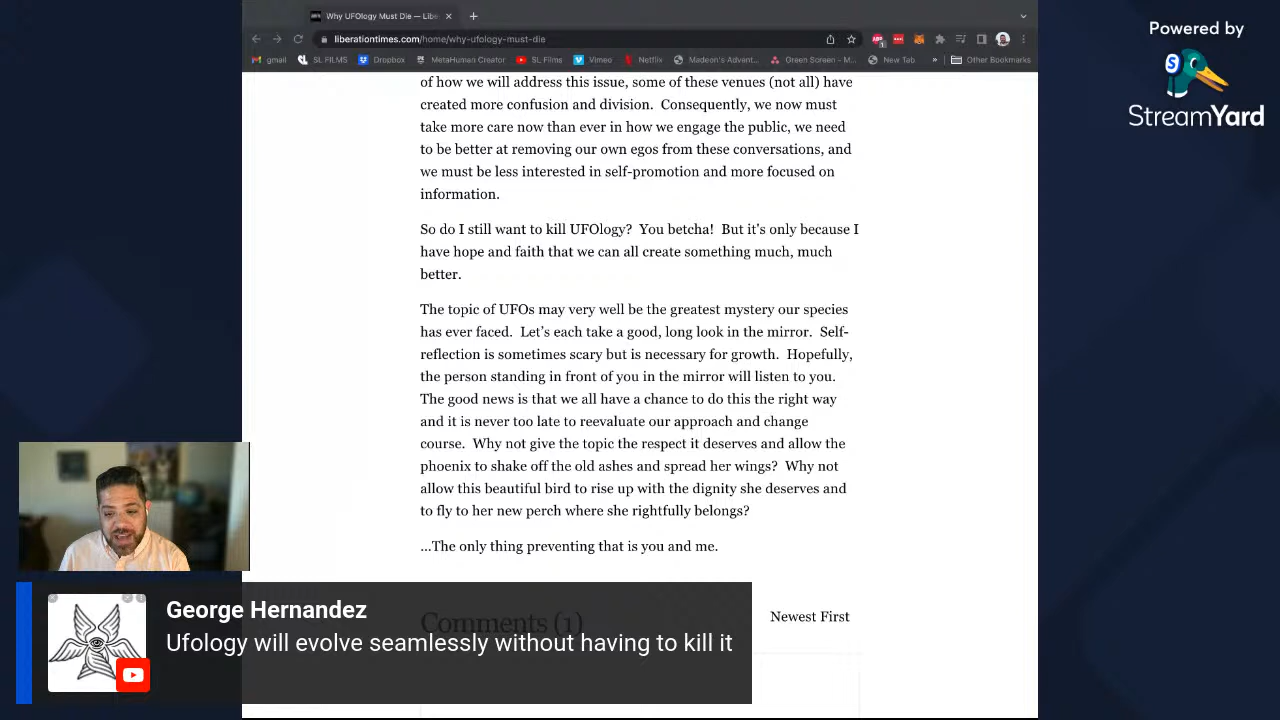 Why UFOlogy Must Die — Libe
liberationtimes.com/home/why-ufology-must-die
gmail
SL FILMS
Dropbox
MetaHuman Creator
SL Films
Vimeo
Netflix
Madeon's Advent...
Green Screen - M...
New Tab
»
Other Bookmarks
Powered by
StreamYard
of how we will address this issue, some of these venues (not all) have
created more confusion and division.  Consequently, we now must
take more care now than ever in how we engage the public, we need
to be better at removing our own egos from these conversations, and
we must be less interested in self-promotion and more focused on
information.
So do I still want to kill UFOlogy?  You betcha!  But it's only because I
have hope and faith that we can all create something much, much
better.
The topic of UFOs may very well be the greatest mystery our species
has ever faced.  Let's each take a good, long look in the mirror.  Self-
reflection is sometimes scary but is necessary for growth.  Hopefully,
the person standing in front of you in the mirror will listen to you.
The good news is that we all have a chance to do this the right way
and it is never too late to reevaluate our approach and change
course.  Why not give the topic the respect it deserves and allow the
phoenix to shake off the old ashes and spread her wings?  Why not
allow this beautiful bird to rise up with the dignity she deserves and
to fly to her new perch where she rightfully belongs?
...The only thing preventing that is you and me.
Comments (1)
Newest First
George Hernandez
Ufology will evolve seamlessly without having to kill it